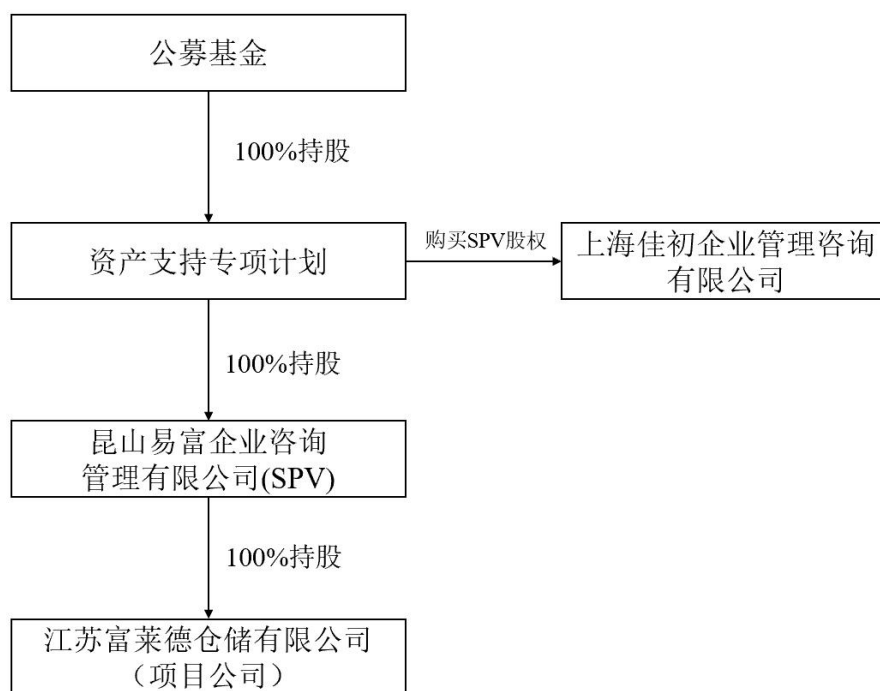 公募基金
100%持股
资产支持专项计划
购买SPV股权
上海佳初企业管理咨询
有限公司
100%持股
昆山易富企业咨询
管理有限公司(SPV)
100%持股
江苏富莱德仓储有限公司
（项目公司）